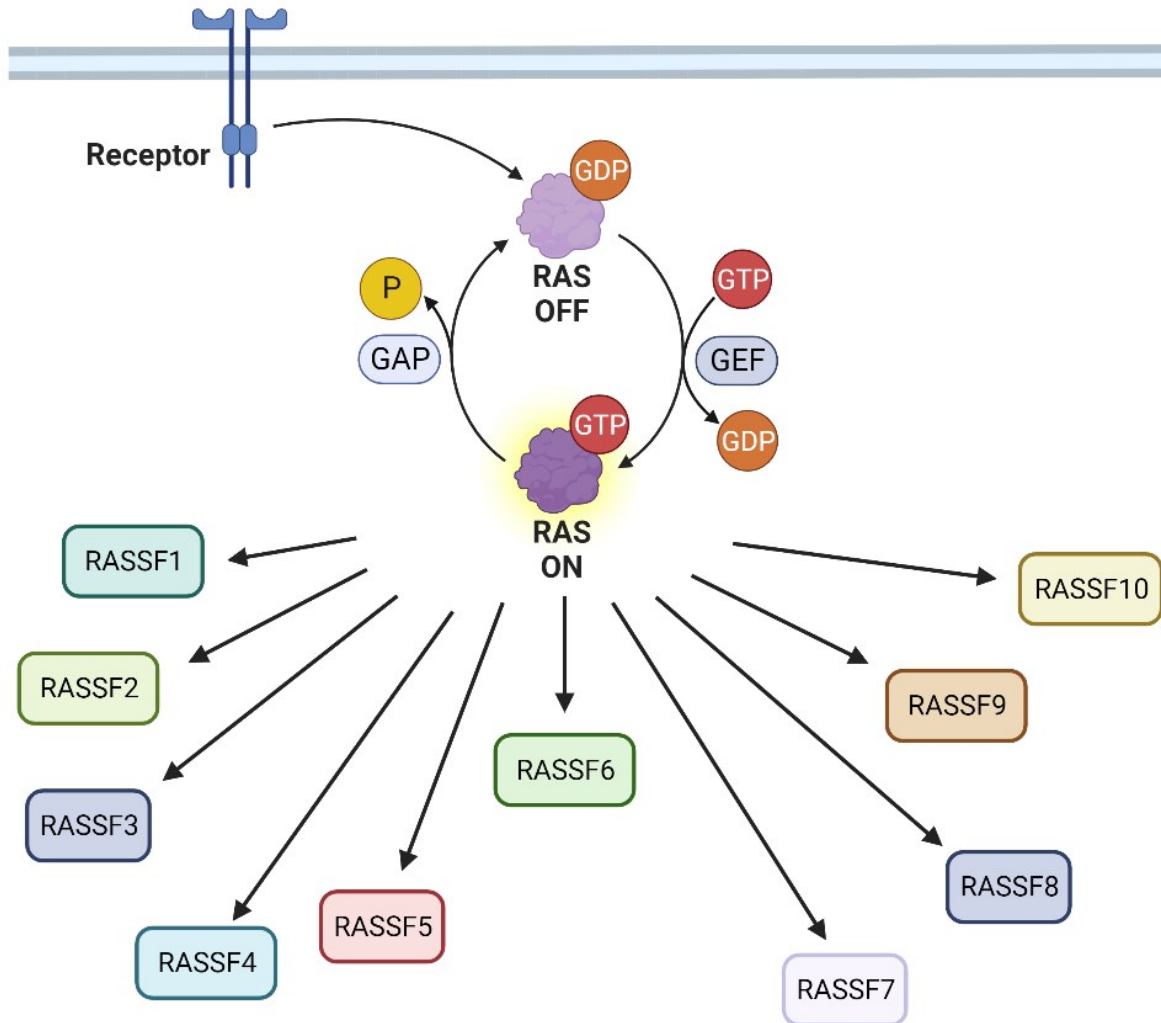 Receptor
GDP
RAS
OFF
P
GAP
GTP
GEF
GDP
GTP
RAS
ON
RASSF1
RASSF2
RASSF3
RASSF4
RASSF5
RASSF6
RASSF7
RASSF8
RASSF9
RASSF10